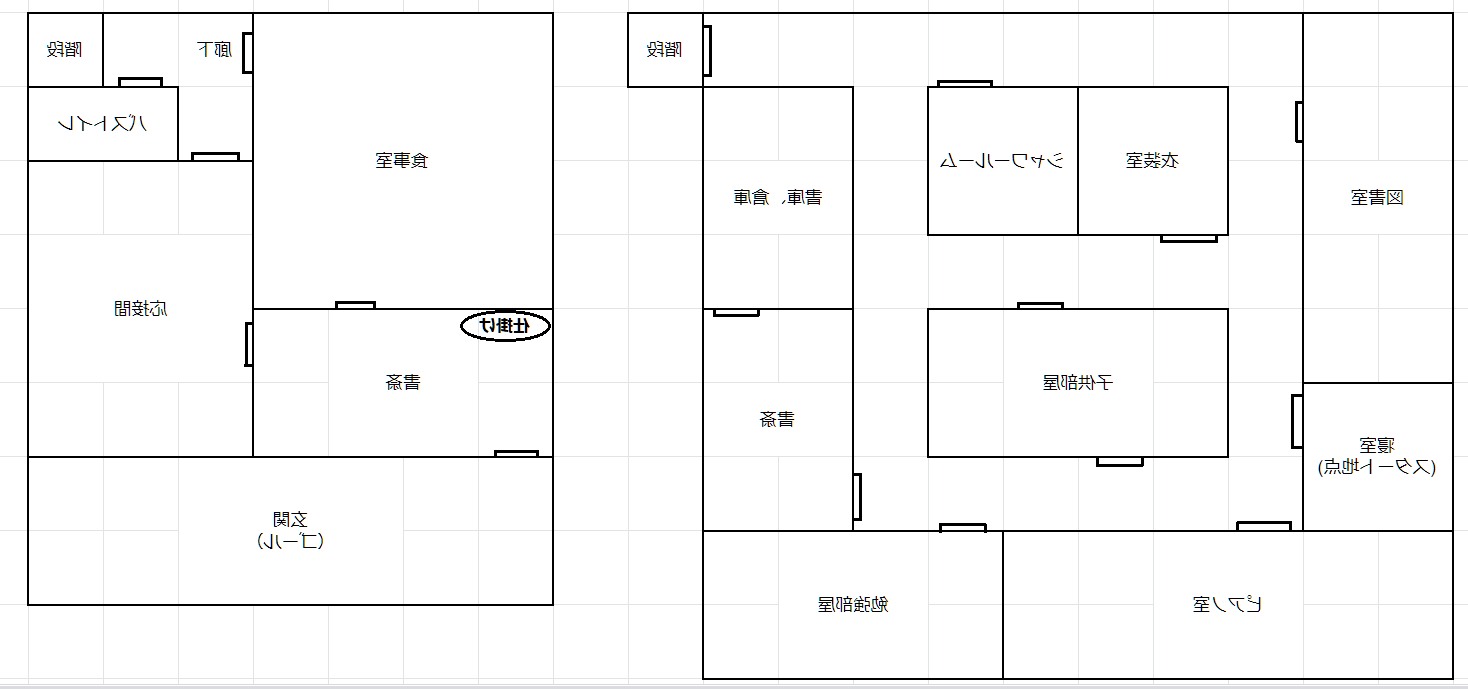 階段
廊下
バストイレ
食事室
応接間
仕掛け
書斎
玄関
(ゴール)
階段
書庫、倉庫
シャワールーム
衣装室
図書室
書斎
子供部屋
寝室
(スタート地点)
勉強部屋
ピアノ室